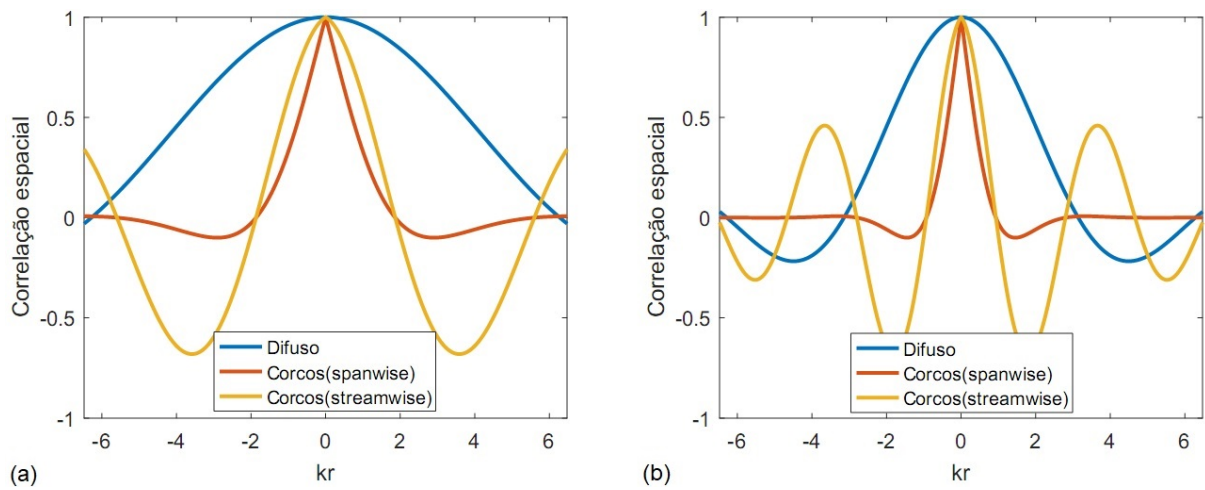 1
0.5
0
-0.5
-1
Correlação espacial
Difuso
Corcos(spanwise)
Corcos(streamwise)
-6 -4 -2 0 2 4 6
(a) kr
1
0.5
0
-0.5
-1
Correlação espacial
Difuso
Corcos(spanwise)
Corcos(streamwise)
-6 -4 -2 0 2 4 6
(b) kr